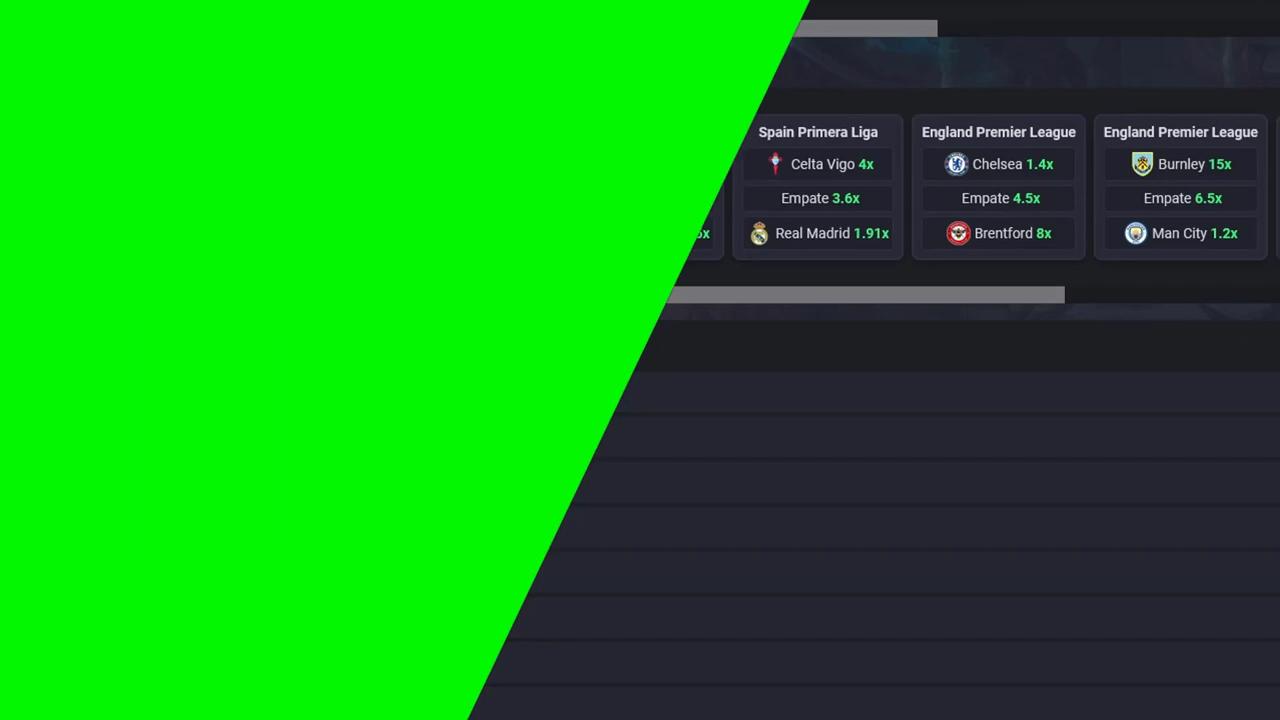 Spain Primera Liga
Celta Vigo 4x
Empate 3.6x
Real Madrid 1.91x
England Premier League
Chelsea 1.4x
Empate 4.5x
Brentford 8x
England Premier League
Burnley 15x
Empate 6.5x
Man City 1.2x